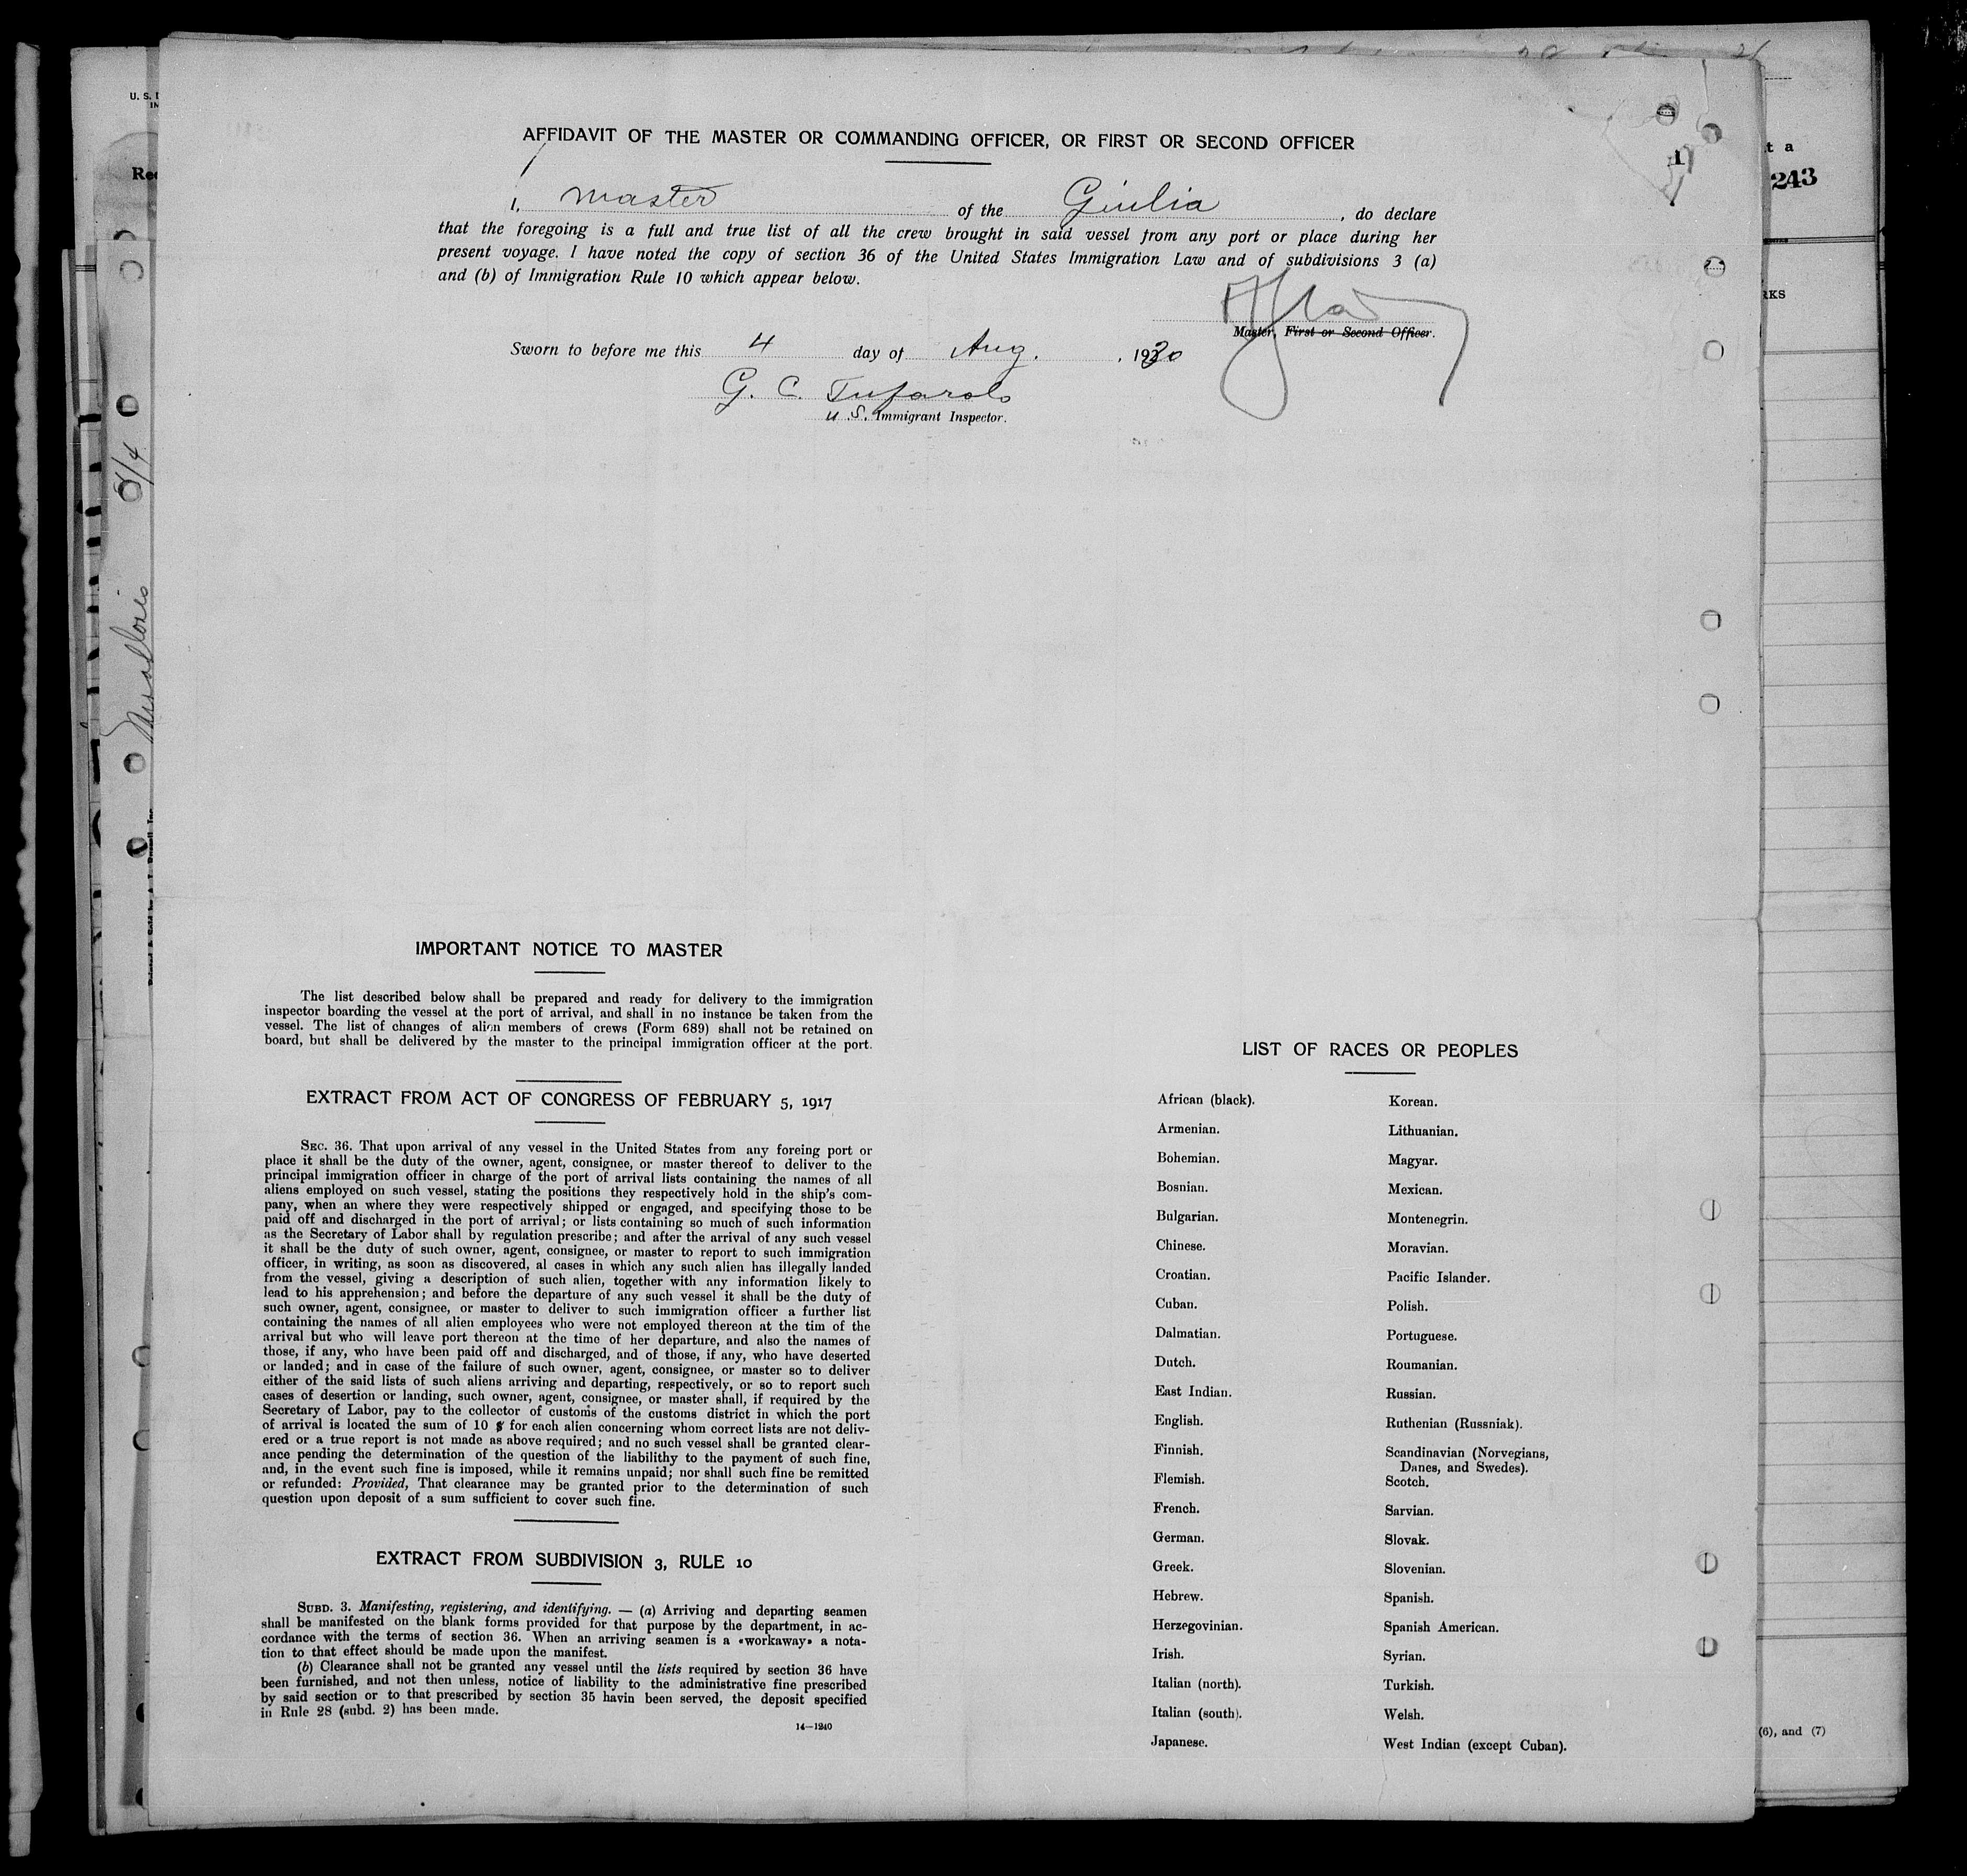 AFFIDAVIT OF THE MASTER OR COMMANDING OFFICER, OR FIRST OR SECOND OFFICER
I, master of the Giulia, do declare
that the foregoing is a full and true list of all the crew brought in said vessel from any port or place during her
present voyage. I have noted the copy of section 36 of the United States Immigration Law and of subdivisions 3 (a)
and (b) of Immigration Rule 10 which appear below.
Master, First or Second Officer.
Sworn to before me this 4 day of Aug., 1920
G. C. Tufarolo
U.S. Immigrant Inspector.
t a
243
RKS
8/4
IMPORTANT NOTICE TO MASTER
The list described below shall be prepared and ready for delivery to the immigration
inspector boarding the vessel at the port of arrival, and shall in no instance be taken from the
vessel. The list of changes of alien members of crews (Form 689) shall not be retained on
board, but shall be delivered by the master to the principal immigration officer at the port.
EXTRACT FROM ACT OF CONGRESS OF FEBRUARY 5, 1917
SEC. 36. That upon arrival of any vessel in the United States from any foreing port or
place it shall be the duty of the owner, agent, consignee, or master thereof to deliver to the
principal immigration officer in charge of the port of arrival lists containing the names of all
aliens employed on such vessel, stating the positions they respectively hold in the ship's com-
pany, when an where they were respectively shipped or engaged, and specifying those to be
paid off and discharged in the port of arrival; or lists containing so much of such information
as the Secretary of Labor shall by regulation prescribe; and after the arrival of any such vessel
it shall be the duty of such owner, agent, consignee, or master to report to such immigration
officer, in writing, as soon as discovered, al cases in which any such alien has illegally landed
from the vessel, giving a description of such alien, together with any information likely to
lead to his apprehension; and before the departure of any such vessel it shall be the duty of
such owner, agent, consignee, or master to deliver to such immigration officer a further list
containing the names of all alien employees who were not employed thereon at the tim of the
arrival but who will leave port thereon at the time of her departure, and also the names of
those, if any, who have been paid off and discharged, and of those, if any, who have deserted
or landed; and in case of the failure of such owner, agent, consignee, or master so to deliver
either of the said lists of such aliens arriving and departing, respectively, or so to report such
cases of desertion or landing, such owner, agent, consignee, or master shall, if required by the
Secretary of Labor, pay to the collector of customs of the customs district in which the port
of arrival is located the sum of 10 $ for each alien concerning whom correct lists are not deliv-
ered or a true report is not made as above required; and no such vessel shall be granted clear-
ance pending the determination of the question of the liabilithy to the payment of such fine,
and, in the event such fine is imposed, while it remains unpaid; nor shall such fine be remitted
or refunded: Provided, That clearance may be granted prior to the determination of such
question upon deposit of a sum sufficient to cover such fine.
EXTRACT FROM SUBDIVISION 3, RULE 10
SUBD. 3. Manifesting, registering, and identifying. — (a) Arriving and departing seamen
shall be manifested on the blank forms provided for that purpose by the department, in ac-
cordance with the terms of section 36. When an arriving seamen is a «workaway» a nota-
tion to that effect should be made upon the manifest.
(b) Clearance shall not be granted any vessel until the lists required by section 36 have
been furnished, and not then unless, notice of liability to the administrative fine prescribed
by said section or to that prescribed by section 35 havin been served, the deposit specified
in Rule 28 (subd. 2) has been made.
14—1240
LIST OF RACES OR PEOPLES
African (black).
Armenian.
Bohemian.
Bosnian.
Bulgarian.
Chinese.
Croatian.
Cuban.
Dalmatian.
Dutch.
East Indian.
English.
Finnish.
Flemish.
French.
German.
Greek.
Hebrew.
Herzegovinian.
Irish.
Italian (north).
Italian (south).
Japanese.
Korean.
Lithuanian.
Magyar.
Mexican.
Montenegrin.
Moravian.
Pacific Islander.
Polish.
Portuguese.
Roumanian.
Russian.
Ruthenian (Russniak).
Scandinavian (Norvegians,
Danes, and Swedes).
Scotch.
Sarvian.
Slovak.
Slovenian.
Spanish.
Spanish American.
Syrian.
Turkish.
Welsh.
West Indian (except Cuban).
(6), and (7)